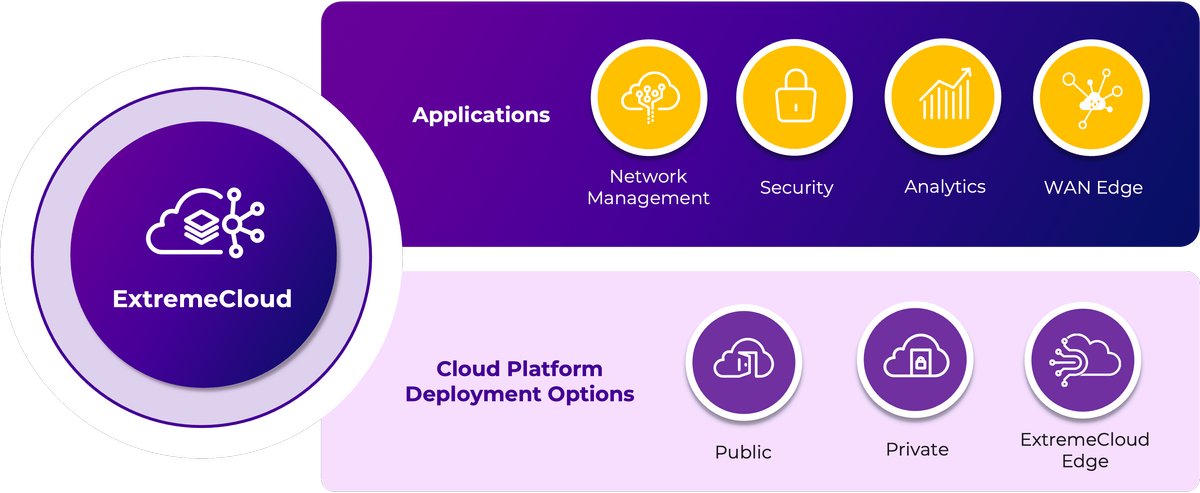 ExtremeCloud
Applications
Network
Management
Security
Analytics
WAN Edge
Cloud Platform
Deployment Options
Public
Private
ExtremeCloud
Edge